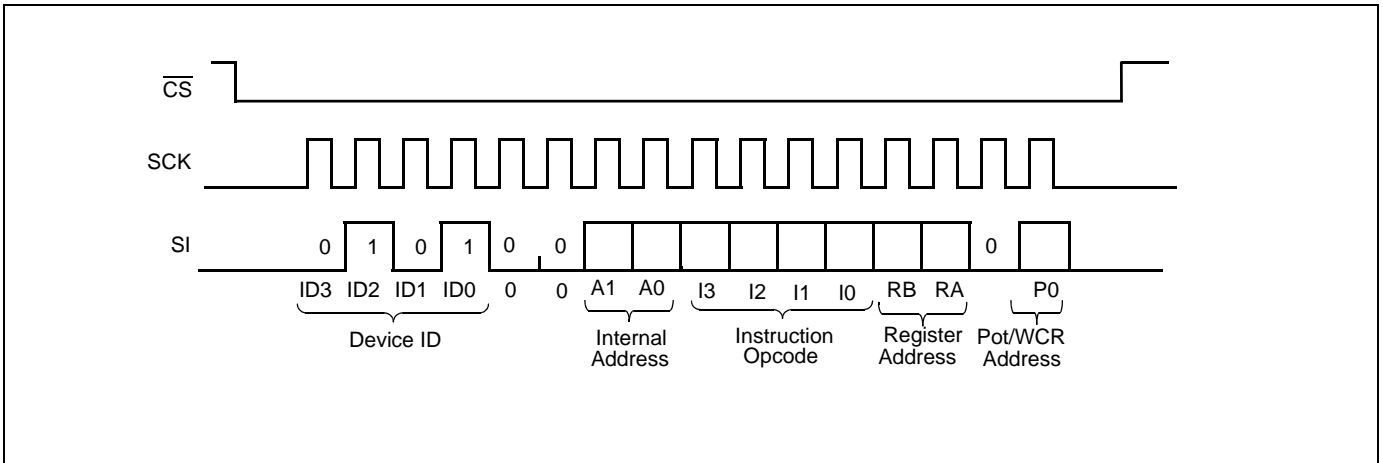 CS
SCK
SI
0 1 0 1 0 0 0
ID3 ID2 ID1 ID0 0 0 A1 A0 I3 I2 I1 I0 RB RA P0
Device ID
Internal Address
Instruction Opcode
Register Address
Pot/WCR Address